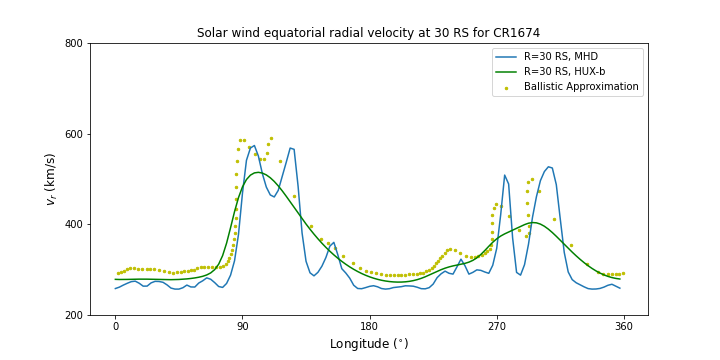 Solar wind equatorial radial velocity at 30 RS for CR1674
800
600
400
200
v_r (km/s)
R=30 RS, MHD
R=30 RS, HUX-b
Ballistic Approximation
0 90 180 270 360
Longitude (°)